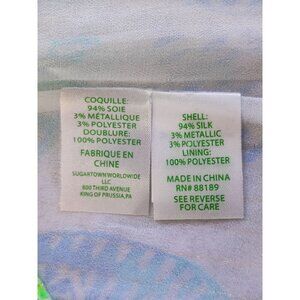 COQUILLE:
94% SOIE
3% MÉTALLIQUE
3% POLYESTER
DOUBLURE:
100% POLYESTER
FABRIQUE EN
CHINE
SUGARTOWN WORLDWIDE
LLC
800 THIRD AVENUE
KING OF PRUSSIA,PA
SHELL:
94% SILK
3% METALLIC
3% POLYESTER
LINING:
100% POLYESTER
MADE IN CHINA
RN# 88189
SEE REVERSE
FOR CARE